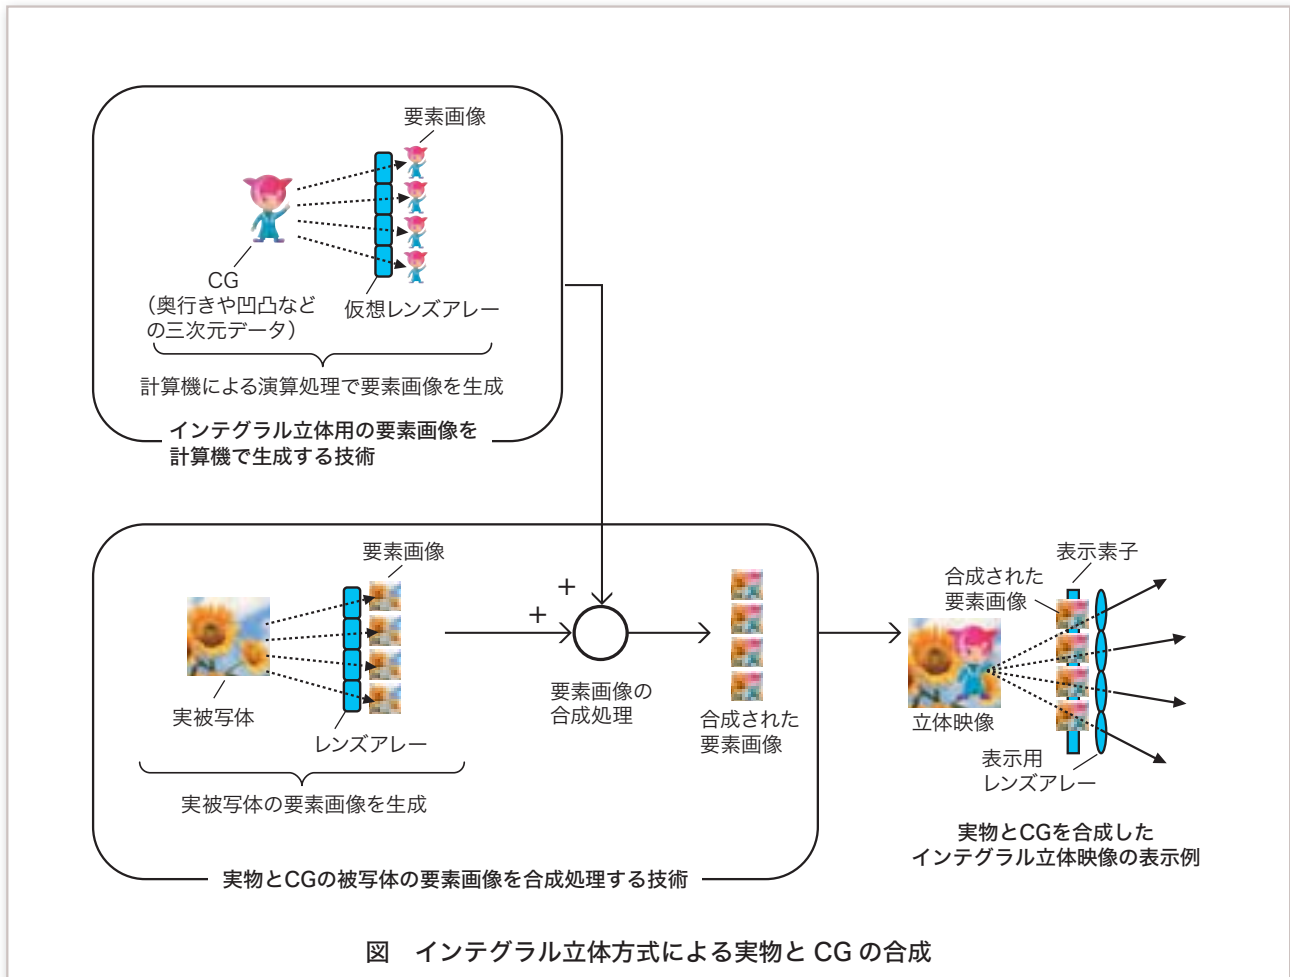 要素画像
CG
（奥行きや凹凸など
の三次元データ）
仮想レンズアレー
計算機による演算処理で要素画像を生成
インテグラル立体用の要素画像を
計算機で生成する技術
要素画像
実被写体
レンズアレー
実被写体の要素画像を生成
+
+
要素画像の
合成処理
合成された
要素画像
実物とCGの被写体の要素画像を合成処理する技術
表示素子
合成された
要素画像
立体映像
表示用
レンズアレー
実物とCGを合成した
インテグラル立体映像の表示例
図　インテグラル立体方式による実物と CG の合成